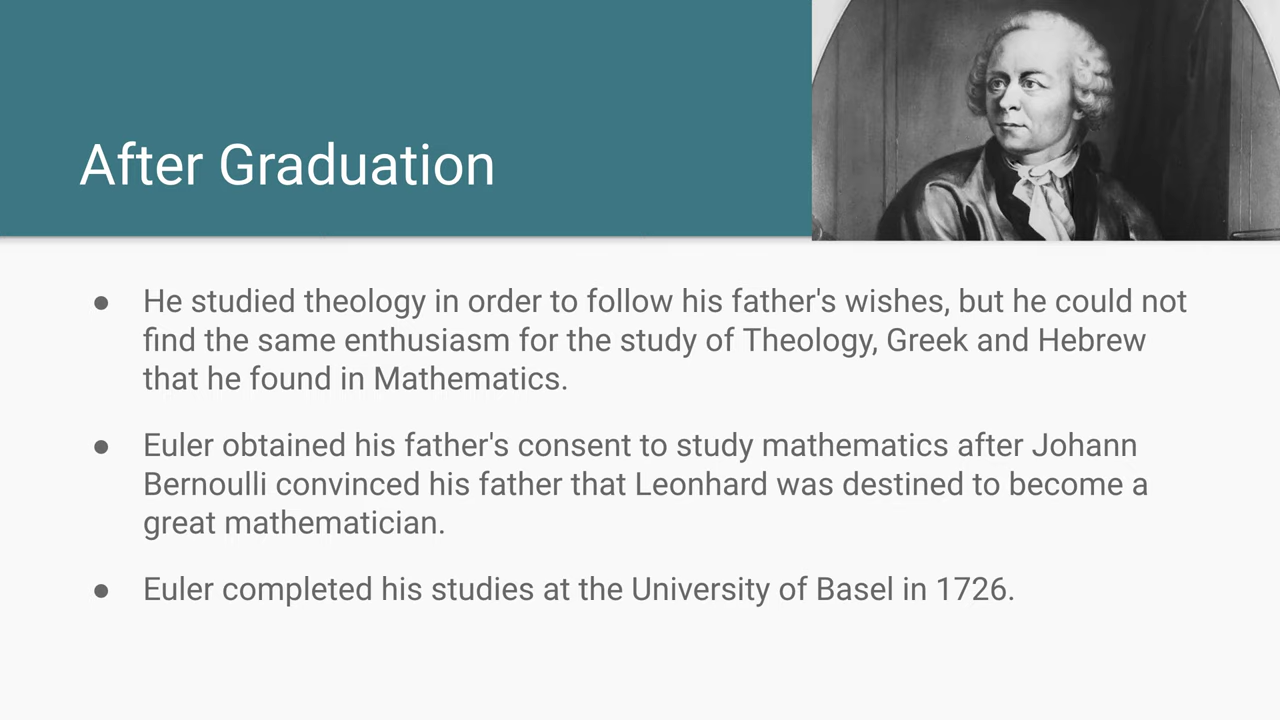 After Graduation
● He studied theology in order to follow his father's wishes, but he could not
find the same enthusiasm for the study of Theology, Greek and Hebrew
that he found in Mathematics.
● Euler obtained his father's consent to study mathematics after Johann
Bernoulli convinced his father that Leonhard was destined to become a
great mathematician.
● Euler completed his studies at the University of Basel in 1726.